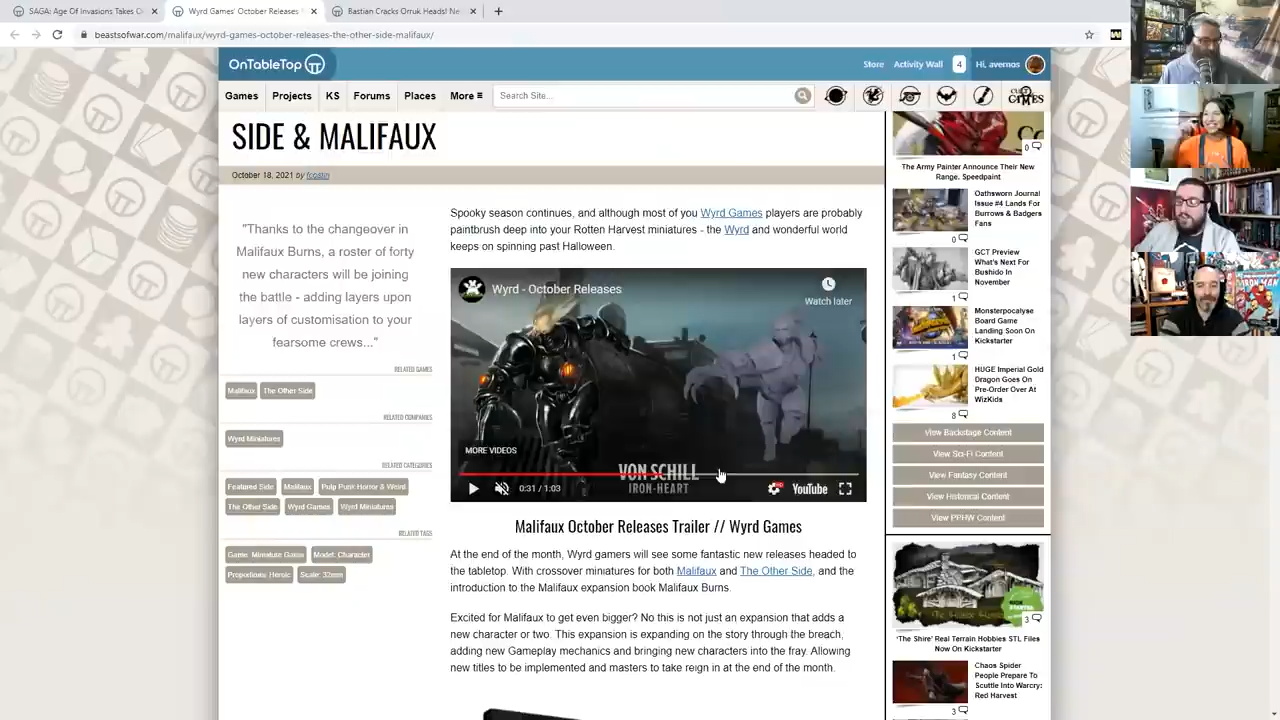 SAGA: Age Of Invasions Takes
Wyrd Games' October Releases
Bastian Cracks Orruk Heads! Ne
beastsofwar.com/malifaux/wyrd-games-october-releases-the-other-side-malifaux/
OnTableTop
Store
Activity Wall
4
Hi, avernos
Games
Projects
KS
Forums
Places
More
Search Site...
SIDE & MALIFAUX
October 18, 2021 by fcostin
"Thanks to the changeover in
Malifaux Burns, a roster of forty
new characters will be joining
the battle - adding layers upon
layers of customisation to your
fearsome crews..."
RELATED GAMES
Malifaux
The Other Side
RELATED COMPANIES
Wyrd Miniatures
RELATED CATEGORIES
Featured Side
Malifaux
Pulp Punk Horror & Weird
The Other Side
Wyrd Games
Wyrd Miniatures
RELATED TAGS
Game: Miniature Game
Model: Character
Proportions: Heroic
Scale: 32mm
Spooky season continues, and although most of you Wyrd Games players are probably
paintbrush deep into your Rotten Harvest miniatures - the Wyrd and wonderful world
keeps on spinning past Halloween.
Wyrd - October Releases
Watch later
MORE VIDEOS
VON SCHILL
IRON-HEART
0:31 / 1:03
YouTube
Malifaux October Releases Trailer // Wyrd Games
At the end of the month, Wyrd gamers will see some fantastic new releases headed to
the tabletop. With crossover miniatures for both Malifaux and The Other Side, and the
introduction to the Malifaux expansion book Malifaux Burns.
Excited for Malifaux to get even bigger? No this is not just an expansion that adds a
new character or two. This expansion is expanding on the story through the breach,
adding new Gameplay mechanics and bringing new characters into the fray. Allowing
new titles to be implemented and masters to take reign in at the end of the month.
0
The Army Painter Announce Their New
Range, Speedpaint
Oathsworn Journal
Issue #4 Lands For
Burrows & Badgers
Fans
0
GCT Preview
What's Next For
Bushido In
November
1
Monsterpocalypse
Board Game
Landing Soon On
Kickstarter
1
HUGE Imperial Gold
Dragon Goes On
Pre-Order Over At
WizKids
8
View Backstage Content
View Sci-Fi Content
View Fantasy Content
View Historical Content
View PPHW Content
3
'The Shire' Real Terrain Hobbies STL Files
Now On Kickstarter
Chaos Spider
People Prepare To
Scuttle Into Warcry:
Red Harvest
3